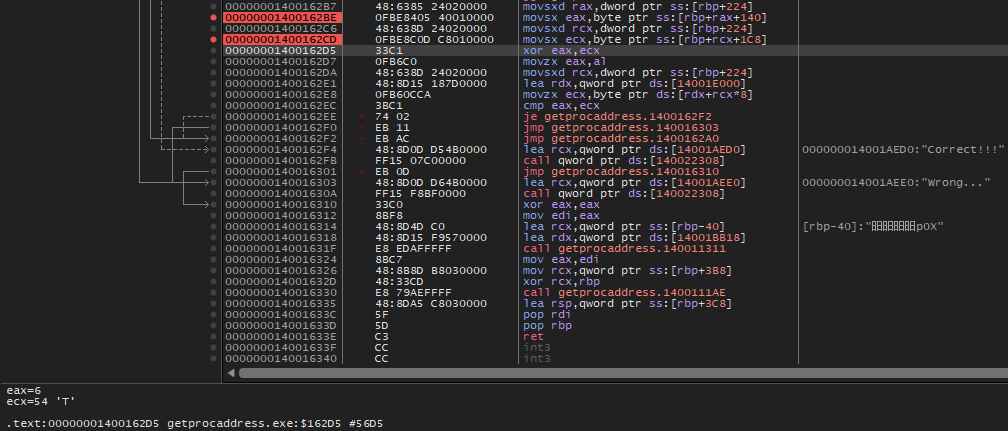 00000001400162B7 48:6385 24020000 movsxd rax,dword ptr ss:[rbp+224]
00000001400162BE 0FBE8405 40010000 movsx eax,byte ptr ss:[rbp+rax+140]
00000001400162C6 48:638D 24020000 movsxd rcx,dword ptr ss:[rbp+224]
00000001400162CD 0FBE8C0D C8010000 movsx ecx,byte ptr ss:[rbp+rcx+1C8]
00000001400162D5 33C1 xor eax,ecx
00000001400162D7 0FB6C0 movzx eax,al
00000001400162DA 48:638D 24020000 movsxd rcx,dword ptr ss:[rbp+224]
00000001400162E1 48:8D15 187D0000 lea rdx,qword ptr ds:[14001E000]
00000001400162E8 0FB60CCA movzx ecx,byte ptr ds:[rdx+rcx*8]
00000001400162EC 3BC1 cmp eax,ecx
00000001400162EE 74 02 je getprocaddress.1400162F2
00000001400162F0 EB 11 jmp getprocaddress.140016303
00000001400162F2 EB AC jmp getprocaddress.1400162A0
00000001400162F4 48:8D0D D54B0000 lea rcx,qword ptr ds:[14001AED0] 000000014001AED0:"Correct!!!"
00000001400162FB FF15 07C00000 call qword ptr ds:[140022308]
0000000140016301 EB 0D jmp getprocaddress.140016310
0000000140016303 48:8D0D D64B0000 lea rcx,qword ptr ds:[14001AEE0] 000000014001AEE0:"Wrong..."
000000014001630A FF15 F8BF0000 call qword ptr ds:[140022308]
0000000140016310 33C0 xor eax,eax
0000000140016312 8BF8 mov edi,eax
0000000140016314 48:8D4D C0 lea rcx,qword ptr ss:[rbp-40] [rbp-40]:"p0X"
0000000140016318 48:8D15 F9570000 lea rdx,qword ptr ds:[14001BB18]
000000014001631F E8 EDAFFFFF call getprocaddress.140011311
0000000140016324 8BC7 mov eax,edi
0000000140016326 48:8B8D B8030000 mov rcx,qword ptr ss:[rbp+3B8]
000000014001632D 48:33CD xor rcx,rbp
0000000140016330 E8 79AEFFFF call getprocaddress.1400111AE
0000000140016335 48:8DA5 C8030000 lea rsp,qword ptr ss:[rbp+3C8]
000000014001633C 5F pop rdi
000000014001633D 5D pop rbp
000000014001633E C3 ret
000000014001633F CC int3
0000000140016340 CC int3
eax=6
ecx=54 'T'
.text:00000001400162D5 getprocaddress.exe:$162D5 #56D5